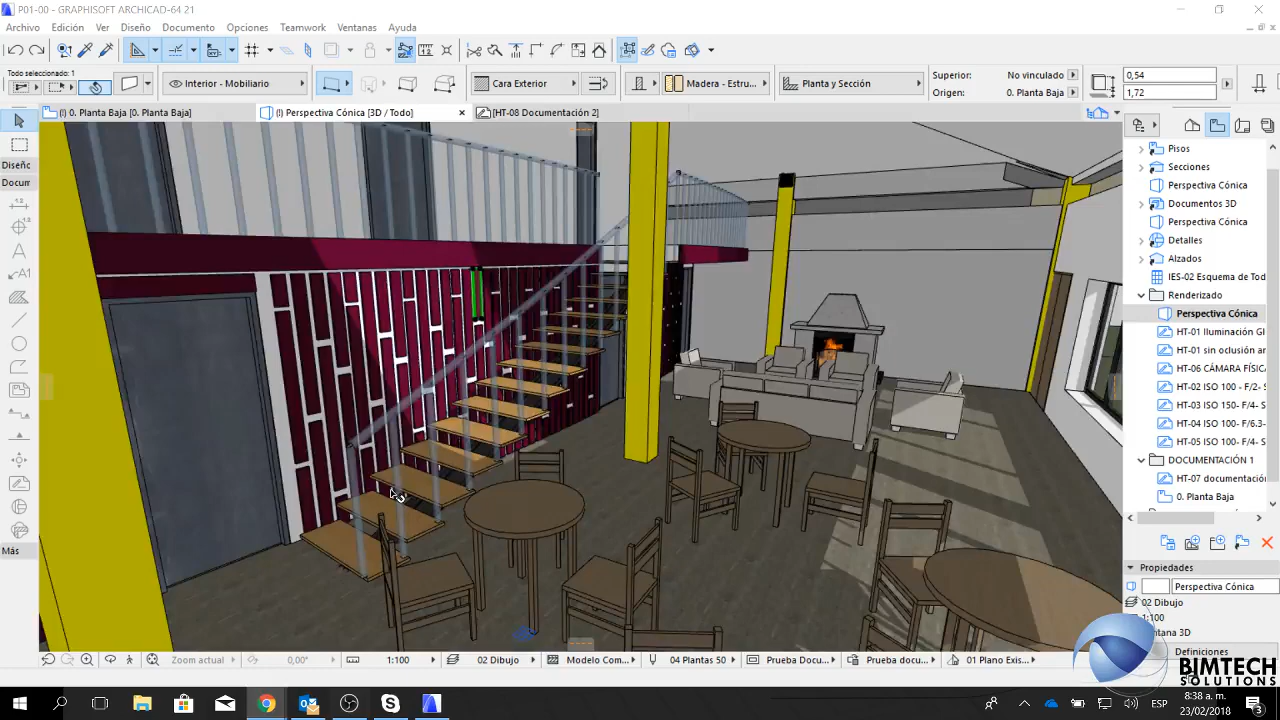 P01-00 - GRAPHISOFT ARCHICAD-64 21
Archivo Edición Ver Diseño Documento Opciones Teamwork Ventanas Ayuda
Todo seleccionado: 1
Interior - Mobiliario
Cara Exterior
Madera - Estru...
Planta y Sección
Superior: No vinculado
Origen: 0. Planta Baja
0,54
1,72
(!) 0. Planta Baja [0. Planta Baja]
(!) Perspectiva Cónica [3D / Todo]
[HT-08 Documentación 2]
Diseñc
Docum
A
A1
Más
Pisos
Secciones
Perspectiva Cónica
Documentos 3D
Perspectiva Cónica
Detalles
Alzados
IES-02 Esquema de Tod
Renderizado
Perspectiva Cónica
HT-01 Iluminación Gl
HT-01 sin oclusión ar
HT-06 CÁMARA FÍSICA
HT-02 ISO 100 - F/2- S
HT-03 ISO 150- F/4- S
HT-04 ISO 100 - F/6.3-
HT-05 ISO 100 - F/4- S
DOCUMENTACIÓN 1
HT-07 documentació
0. Planta Baja
Propiedades
Perspectiva Cónica
02 Dibujo
1:100
ntana 3D
Definiciones
Zoom actual
0,00°
1:100
02 Dibujo
Modelo Com...
04 Plantas 50
Prueba Docu...
Prueba docu...
01 Plano Exis...
BIMTECH
SOLUTIONS
ESP
8:38 a. m.
23/02/2018
3